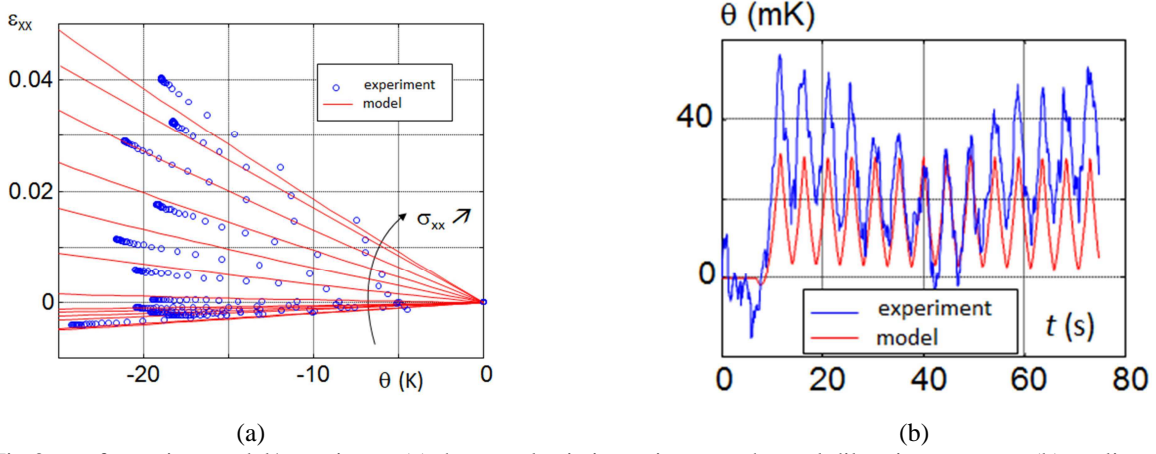 εxx
0.04
0.02
0
experiment
model
σxx ↗
-20
-10
0
θ (K)
(a)
θ (mK)
40
0
experiment
model
t (s)
0
20
40
60
80
(b)